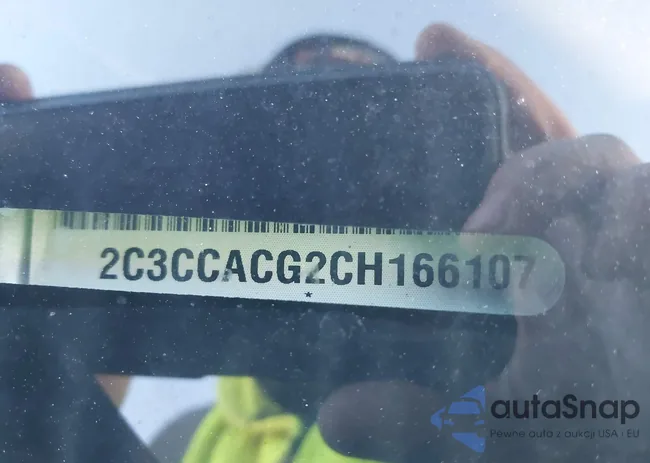 2C3CCACG2CH166107
autaSnap
Pewne auta z aukcji USA i EU